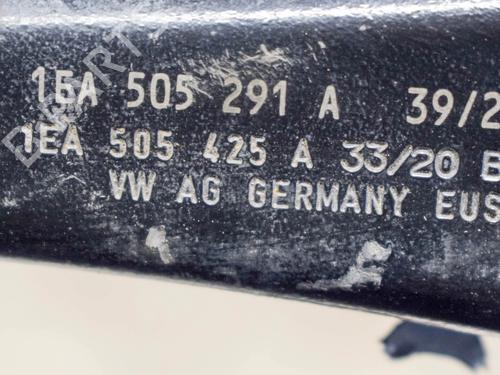 1EA 505 291 A 39/2
1EA 505 425 A 33/20 B
VW AG GERMANY EUS